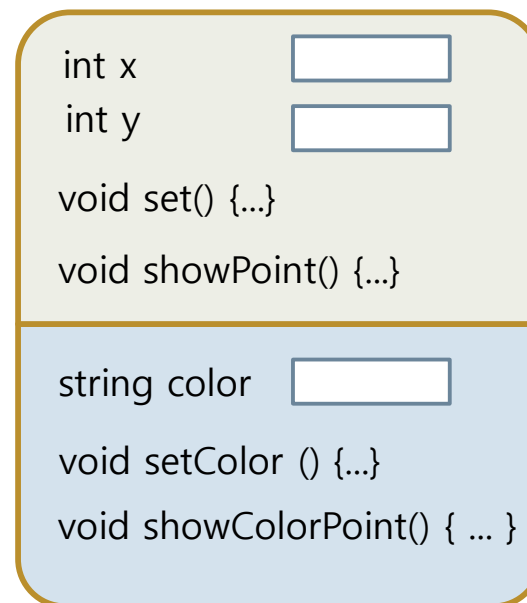 int x
int y
void set() {...}
void showPoint() {...}
string color
void setColor () {...}
void showColorPoint() { ... }